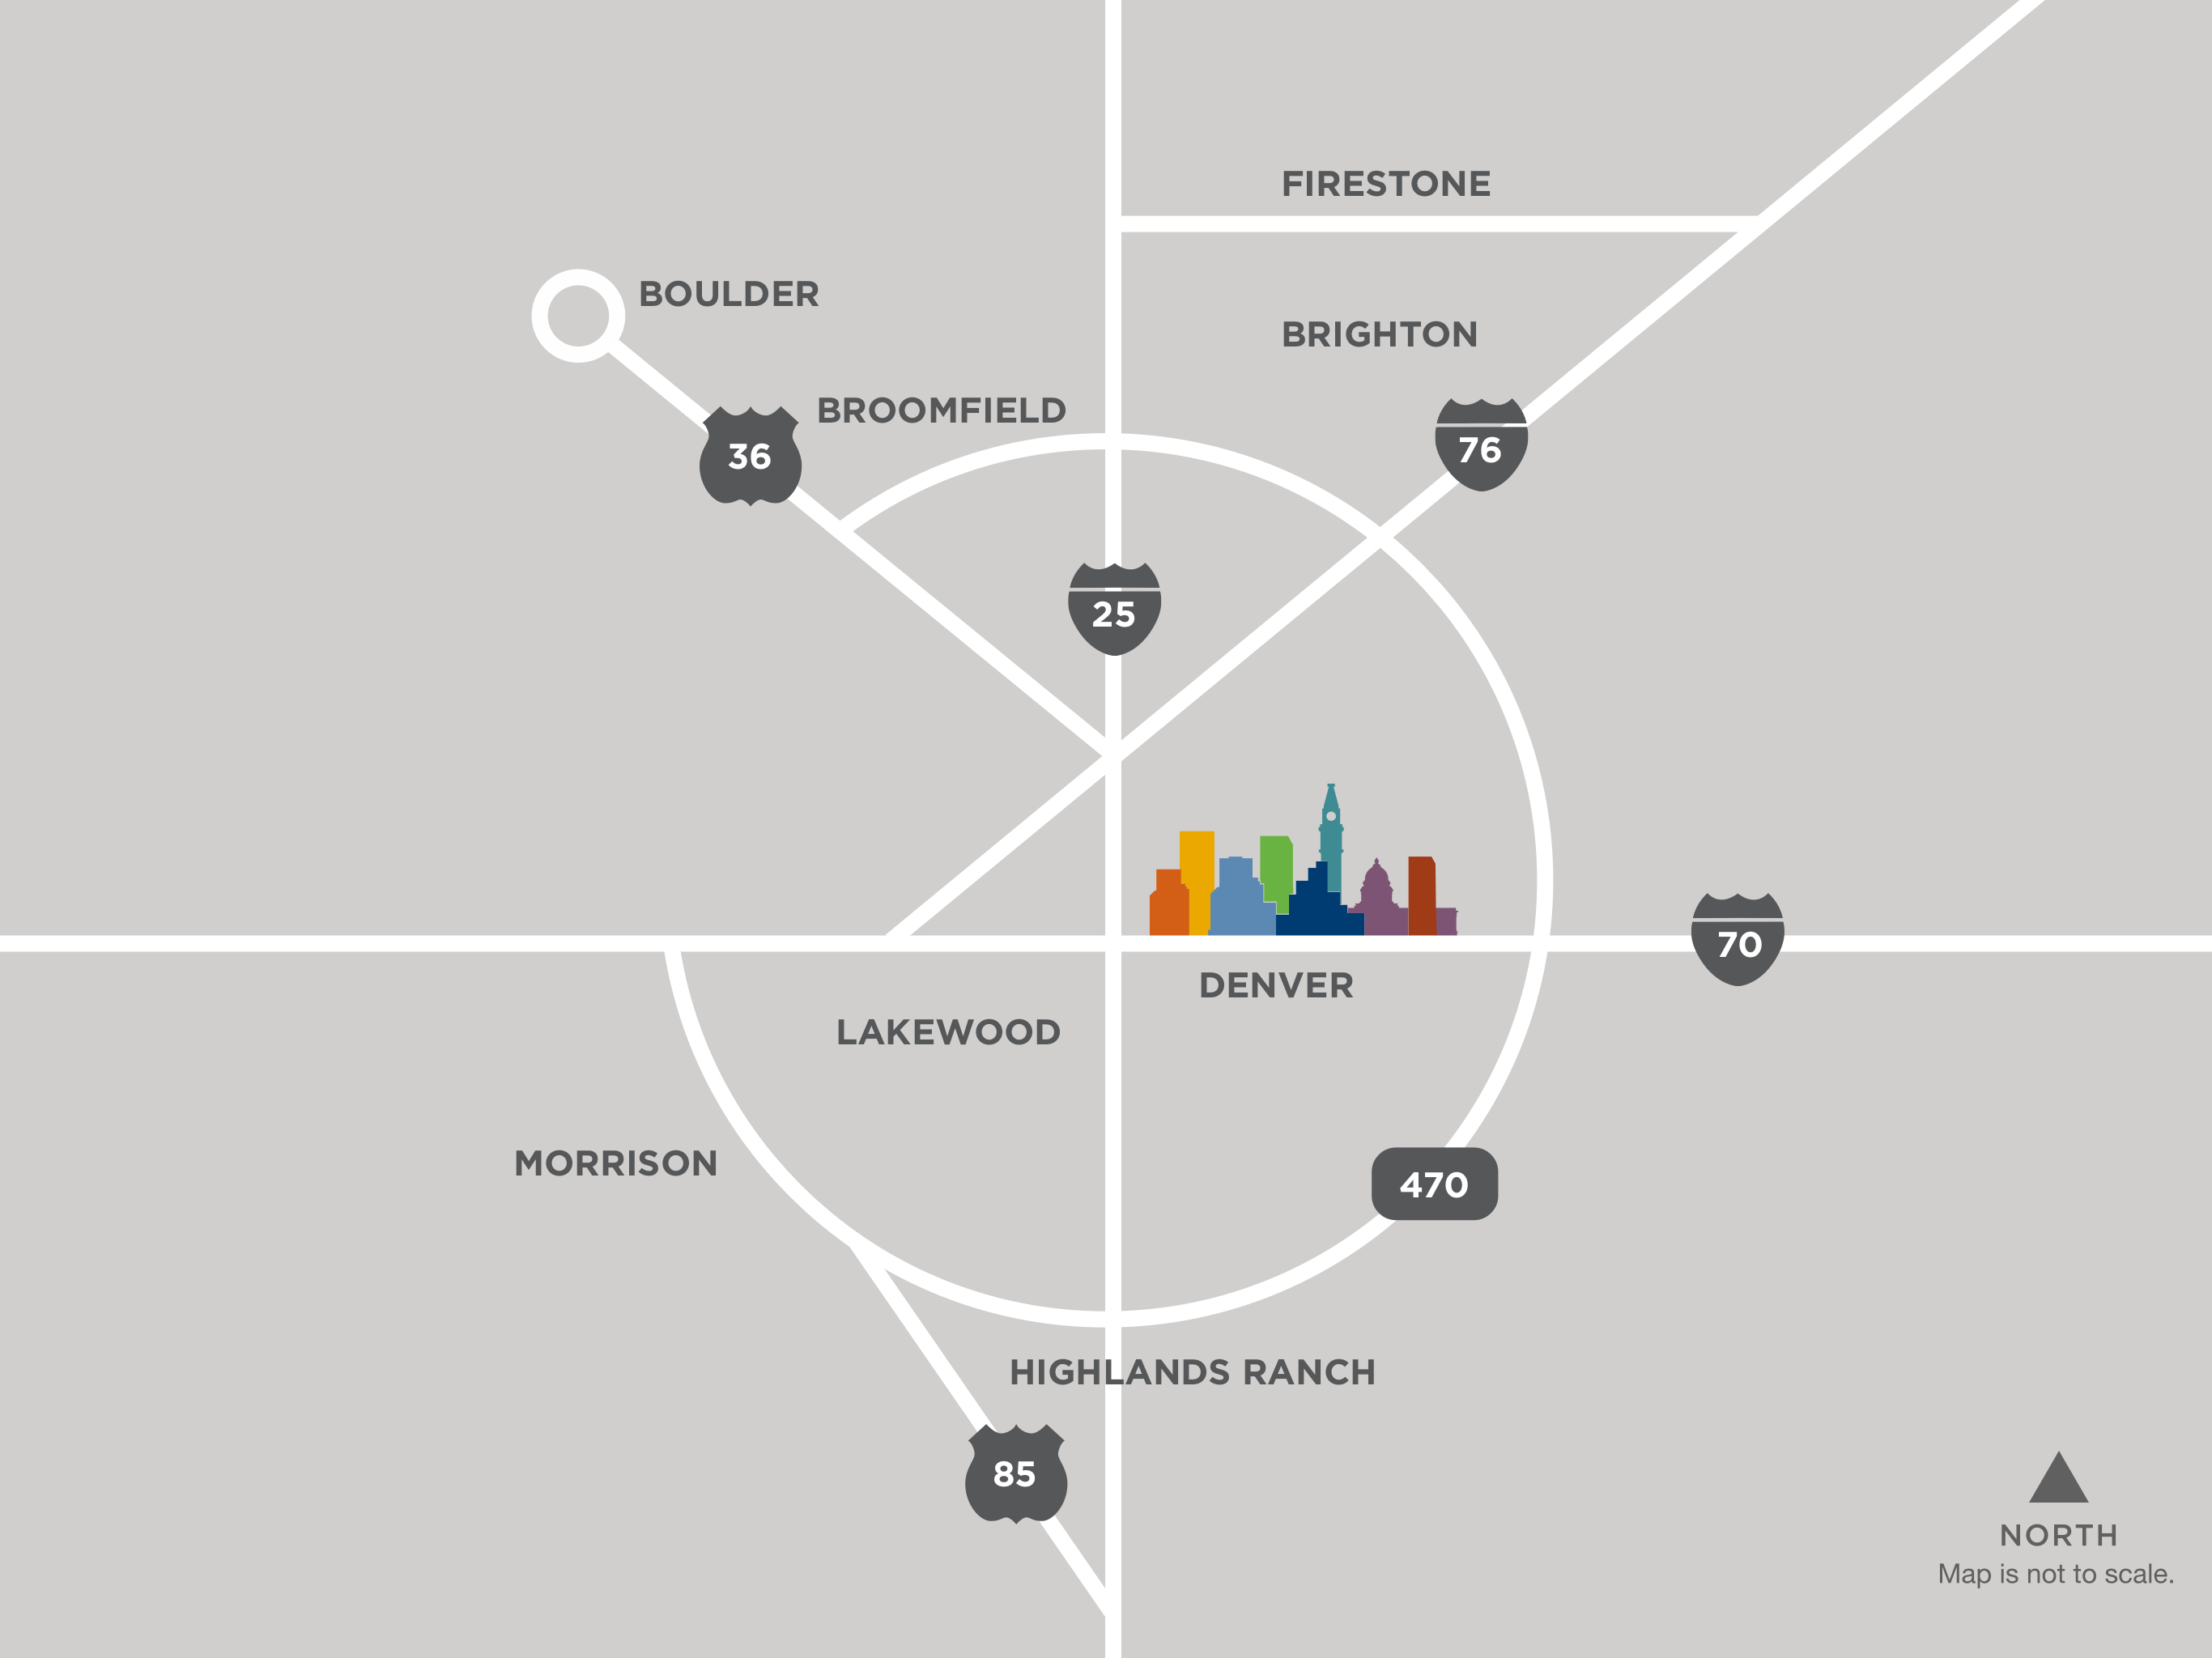 FIRESTONE
BOULDER
BRIGHTON
BROOMFIELD
36
76
25
70
DENVER
LAKEWOOD
MORRISON
470
HIGHLANDS RANCH
85
NORTH
Map is not to scale.